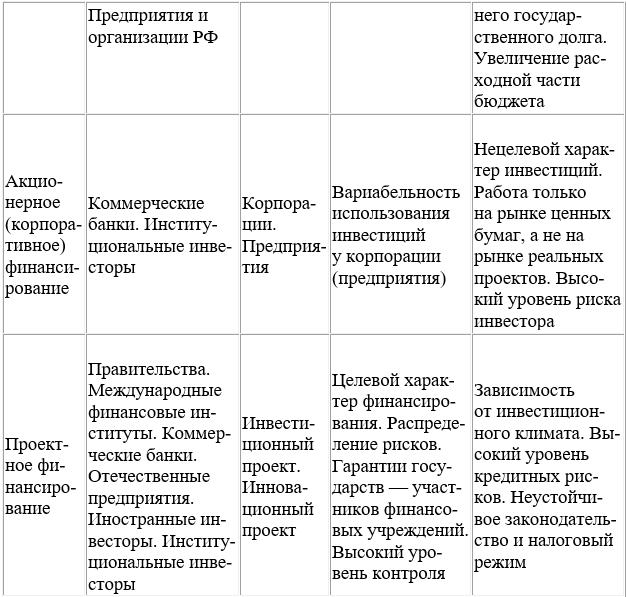 Предприятия и
организации РФ
него государ-
ственного долга.
Увеличение рас-
ходной части
бюджета
Акцио-
нерное
(корпора-
тивное)
финанси-
рование
Коммерческие
банки. Институ-
циональные инве-
сторы
Корпора-
ции.
Предприя-
тия
Вариабельность
использования
инвестиций
у корпорации
(предприятия)
Нецелевой харак-
тер инвестиций.
Работа только
на рынке ценных
бумаг, а не на
рынке реальных
проектов. Высо-
кий уровень риска
инвестора
Проект-
ное фи-
нансиро-
вание
Правительства.
Международные
финансовые ин-
ституты. Коммер-
ческие банки.
Отечественные
предприятия.
Иностранные ин-
весторы. Институ-
циональные инве-
сторы
Инвести-
ционный
проект.
Иннова-
ционный
проект
Целевой харак-
тер финансиро-
вания. Распреде-
ление рисков.
Гарантии госу-
дарств — участ-
ников финансо-
вых учреждений.
Высокий уро-
вень контроля
Зависимость
от инвестицион-
ного климата. Вы-
сокий уровень
кредитных рис-
ков. Неустойчи-
вое законодатель-
ство и налоговый
режим